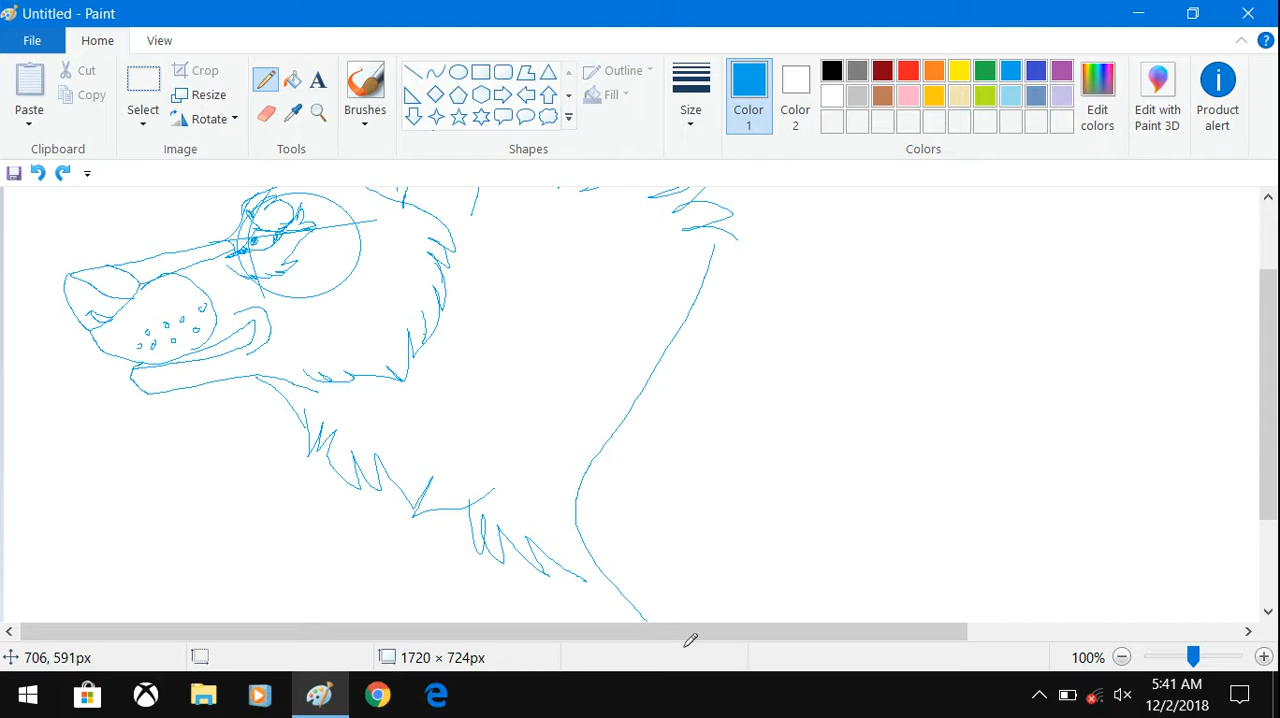 Untitled - Paint
File Home View
Paste
Cut
Copy
Clipboard
Select
Crop
Resize
Rotate
Image
A
Tools
Brushes
Outline
Fill
Shapes
Size
Color 1
Color 2
Edit colors
Colors
Edit with Paint 3D
Product alert
706, 591px
1720 × 724px
100%
5:41 AM
12/2/2018